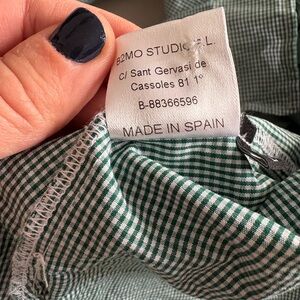 B2MO STUDIO S.L.
C/ Sant Gervasi de
Cassoles 81 1º
B-88366596
MADE IN SPAIN